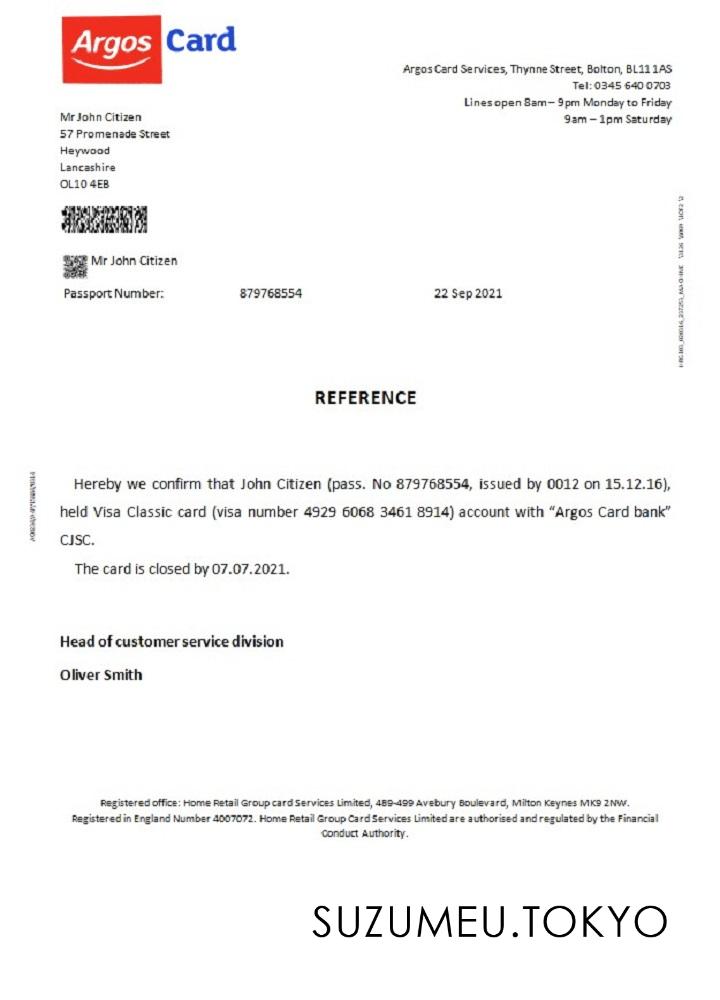 Argos Card
Argos Card Services, Thynne Street, Bolton, BL11 1AS
Tel: 0345 640 0703
Lines open 8am – 9pm Monday to Friday
9am – 1pm Saturday
Mr John Citizen
57 Promenade Street
Heywood
Lancashire
OL10 4EB
Mr John Citizen
Passport Number: 879768554 22 Sep 2021
REFERENCE
Hereby we confirm that John Citizen (pass. No 879768554, issued by 0012 on 15.12.16),
held Visa Classic card (visa number 4929 6068 3461 8914) account with “Argos Card bank”
CJSC.
The card is closed by 07.07.2021.
Head of customer service division
Oliver Smith
Registered office: Home Retail Group card Services Limited, 489-499 Avebury Boulevard, Milton Keynes MK9 2NW.
Registered in England Number 4007072. Home Retail Group Card Services Limited are authorised and regulated by the Financial
Conduct Authority.
SUZUMEU.TOKYO